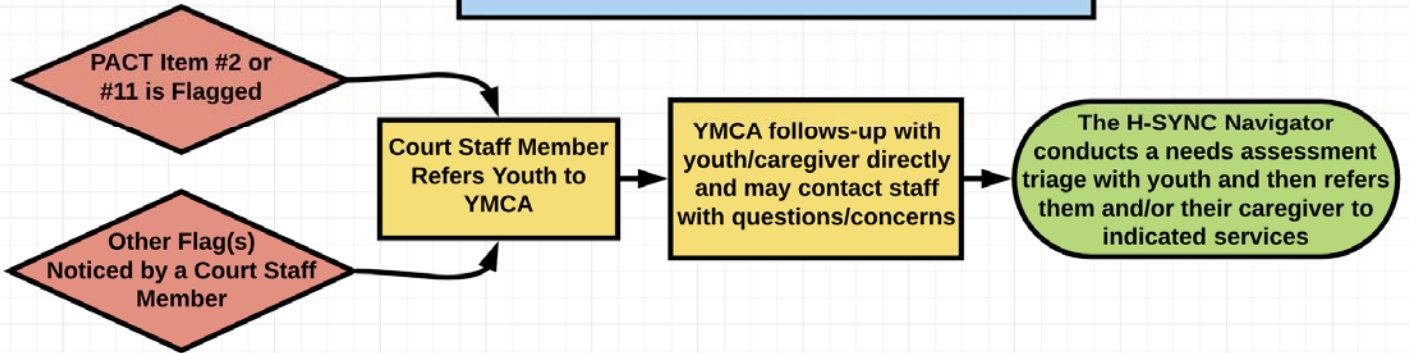 PACT Item #2 or
#11 is Flagged
Other Flag(s)
Noticed by a Court Staff
Member
Court Staff Member
Refers Youth to
YMCA
YMCA follows-up with
youth/caregiver directly
and may contact staff
with questions/concerns
The H-SYNC Navigator
conducts a needs assessment
triage with youth and then refers
them and/or their caregiver to
indicated services